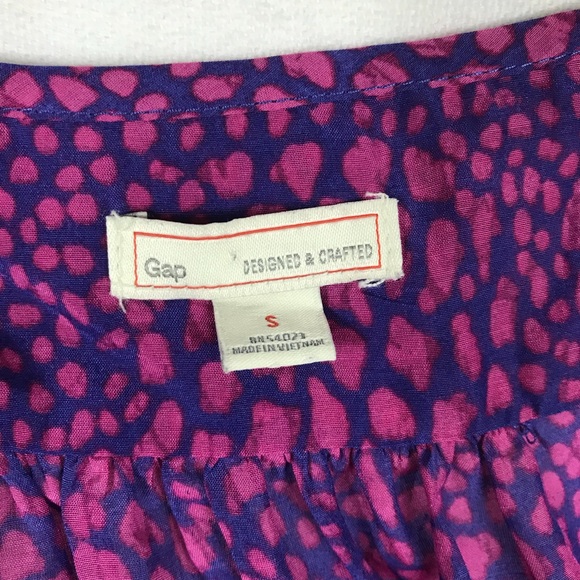 Gap DESIGNED & CRAFTED
S
MADE IN VIETNAM